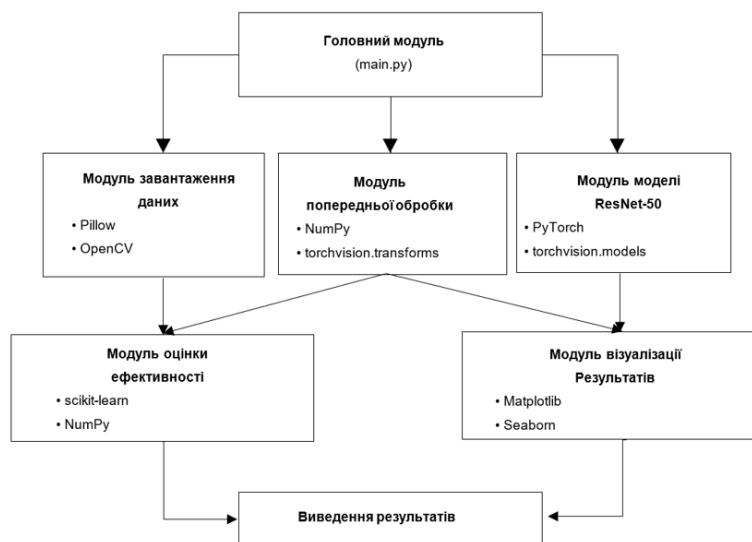 Головний модуль
(main.py)
Модуль завантаження
даних
• Pillow
• OpenCV
Модуль
попередньої обробки
• NumPy
• torchvision.transforms
Модуль моделі
ResNet-50
• PyTorch
• torchvision.models
Модуль оцінки
ефективності
• scikit-learn
• NumPy
Модуль візуалізації
Результатів
• Matplotlib
• Seaborn
Виведення результатів